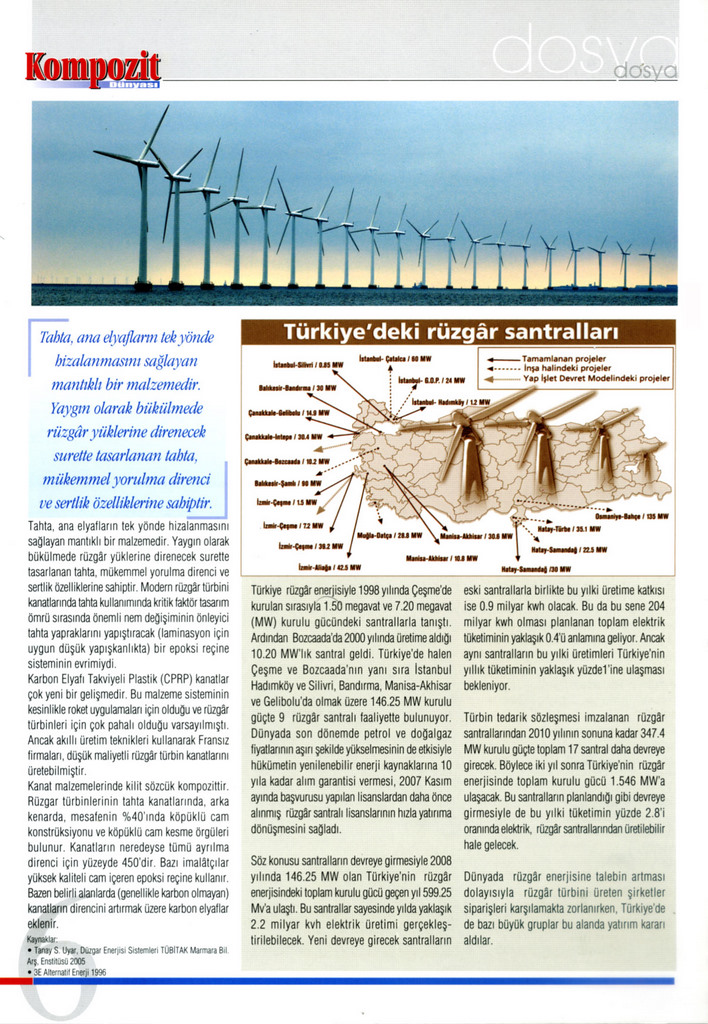 dosya
Kompozit
Dünyası
dosya
Tahta, ana elyafların tek yönde
hizalanmasını sağlayan
mantıklı bir malzemedir.
Yaygın olarak bükülmede
rüzgâr yüklerine direnecek
surette tasarlanan tahta,
mükemmel yorulma direnci
ve sertlik özelliklerine sahiptir.
Tahta, ana elyafların tek yönde hizalanmasını
sağlayan mantıklı bir malzemedir. Yaygın olarak
bükülmede rüzgâr yüklerine direnecek surette
tasarlanan tahta, mükemmel yorulma direnci ve
sertlik özelliklerine sahiptir. Modern rüzgâr türbini
kanatlarında tahta kullanımında kritik faktör tasarım
ömrü sırasında önemli nem değişiminin önleyici
tahta yapraklarını yapıştıracak (laminasyon için
uygun düşük yapışkanlıkta) bir epoksi reçine
sisteminin evrimiydi.
Karbon Elyafı Takviyeli Plastik (CPRP) kanatlar
çok yeni bir gelişmedir. Bu malzeme sisteminin
kesinlikle roket uygulamaları için olduğu ve rüzgâr
türbinleri için çok pahalı olduğu varsayılmıştı.
Ancak akıllı üretim teknikleri kullanarak Fransız
firmaları, düşük maliyetli rüzgâr türbin kanatlarını
üretebilmiştir.
Kanat malzemelerinde kilit sözcük kompozittir.
Rüzgar türbinlerinin tahta kanatlarında, arka
kenarda, mesafenin %40'ında köpüklü cam
konstrüksiyonu ve köpüklü cam kesme örgüleri
bulunur. Kanatların neredeyse tümü ayrılma
direnci için yüzeyde 450'dir. Bazı imalâtçılar
yüksek kaliteli cam içeren epoksi reçine kullanır.
Bazen belirli alanlarda (genellikle karbon olmayan)
kanatların direncini artırmak üzere karbon elyaflar
eklenir.
Kaynaklar:
• Tanay S. Uyar, Düzgar Enerjisi Sistemleri TÜBİTAK Marmara Bil.
Arş. Enstitüsü 2005
• 3E Alternatif Enerji 1996
6
Türkiye'deki rüzgâr santralları
Tamamlanan projeler
İnşa halindeki projeler
Yap İşlet Devret Modelindeki projeler
İstanbul-Silivri / 0.85 MW
İstanbul- Çatalca / 60 MW
İstanbul- G.O.P. / 24 MW
İstanbul- Hadımköy / 1.2 MW
Balıkesir-Bandırma / 30 MW
Çanakkale-Gelibolu / 14.9 MW
Çanakkale-İntepe / 30.4 MW
Çanakkale-Bozcaada / 10.2 MW
Balıkesir-Şamlı / 90 MW
İzmir-Çeşme / 1.5 MW
İzmir-Çeşme / 7.2 MW
İzmir-Çeşme / 39.2 MW
İzmir-Aliağa / 42.5 MW
Muğla-Datça / 28.8 MW
Manisa-Akhisar / 10.8 MW
Manisa-Akhisar / 30.6 MW
Osmaniye-Bahçe / 135 MW
Hatay-Türbe / 35.1 MW
Hatay-Samandağ / 22.5 MW
Hatay-Samandağ /30 MW
Türkiye rüzgâr enerjisiyle 1998 yılında Çeşme'de
kurulan sırasıyla 1.50 megavat ve 7.20 megavat
(MW) kurulu gücündeki santrallarla tanıştı.
Ardından Bozcaada'da 2000 yılında üretime aldığı
10.20 MW'lık santral geldi. Türkiye'de halen
Çeşme ve Bozcaada'nın yanı sıra İstanbul
Hadımköy ve Silivri, Bandırma, Manisa-Akhisar
ve Gelibolu'da olmak üzere 146.25 MW kurulu
güçte 9 rüzgâr santralı faaliyette bulunuyor.
Dünyada son dönemde petrol ve doğalgaz
fiyatlarının aşırı şekilde yükselmesinin de etkisiyle
hükümetin yenilenebilir enerji kaynaklarına 10
yıla kadar alım garantisi vermesi, 2007 Kasım
ayında başvurusu yapılan lisanslardan daha önce
alınmış rüzgâr santralı lisanslarının hızla yatırıma
dönüşmesini sağladı.
Söz konusu santralların devreye girmesiyle 2008
yılında 146.25 MW olan Türkiye'nin rüzgâr
enerjisindeki toplam kurulu gücü geçen yıl 599.25
Mv'a ulaştı. Bu santrallar sayesinde yılda yaklaşık
2.2 milyar kvh elektrik üretimi gerçekleş-
tirilebilecek. Yeni devreye girecek santralların
eski santrallarla birlikte bu yılki üretime katkısı
ise 0.9 milyar kwh olacak. Bu da bu sene 204
milyar kwh olması planlanan toplam elektrik
tüketiminin yaklaşık 0.4'ü anlamına geliyor. Ancak
aynı santralların bu yılki üretimleri Türkiye'nin
yıllık tüketiminin yaklaşık yüzde1'ine ulaşması
bekleniyor.
Türbin tedarik sözleşmesi imzalanan rüzgâr
santrallarından 2010 yılının sonuna kadar 347.4
MW kurulu güçte toplam 17 santral daha devreye
girecek. Böylece iki yıl sonra Türkiye'nin rüzgâr
enerjisinde toplam kurulu gücü 1.546 MW'a
ulaşacak. Bu santralların planlandığı gibi devreye
girmesiyle de bu yılki tüketimin yüzde 2.8'i
oranında elektrik, rüzgâr santrallarından üretilebilir
hale gelecek.
Dünyada rüzgâr enerjisine talebin artması
dolayısıyla rüzgâr türbini üreten şirketler
siparişleri karşılamakta zorlanırken, Türkiye'de
de bazı büyük gruplar bu alanda yatırım kararı
aldılar.